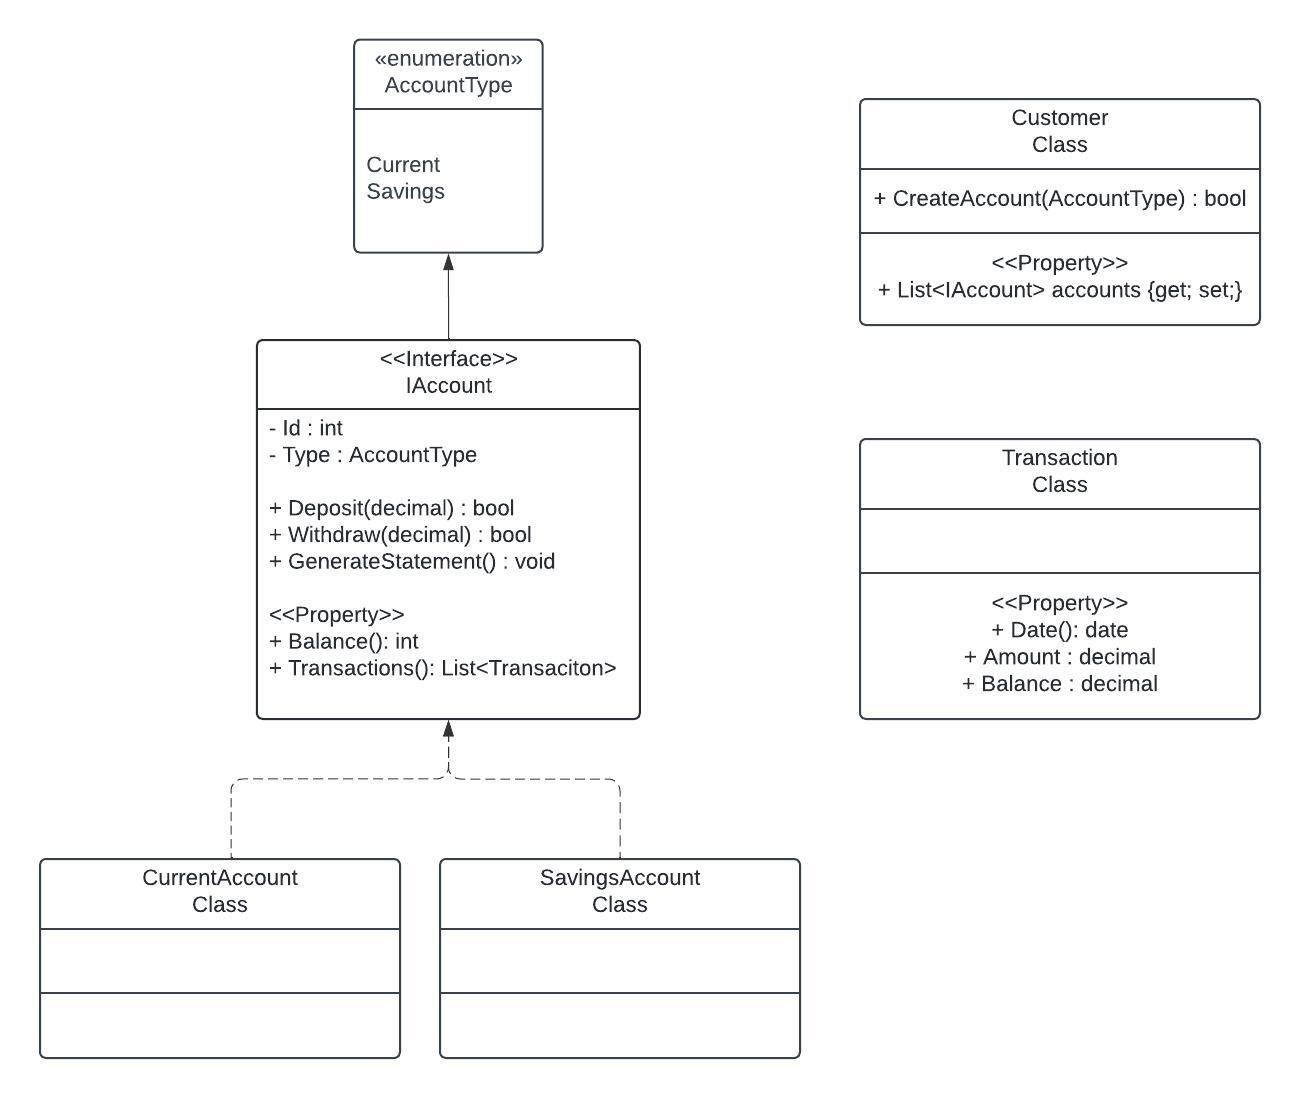 «enumeration»
AccountType
Current
Savings
Customer
Class
+ CreateAccount(AccountType) : bool
<<Property>>
+ List<IAccount> accounts {get; set;}
<<Interface>>
IAccount
- Id : int
- Type : AccountType
+ Deposit(decimal) : bool
+ Withdraw(decimal) : bool
+ GenerateStatement() : void
<<Property>>
+ Balance(): int
+ Transactions(): List<Transaciton>
Transaction
Class
<<Property>>
+ Date(): date
+ Amount : decimal
+ Balance : decimal
CurrentAccount
Class
SavingsAccount
Class